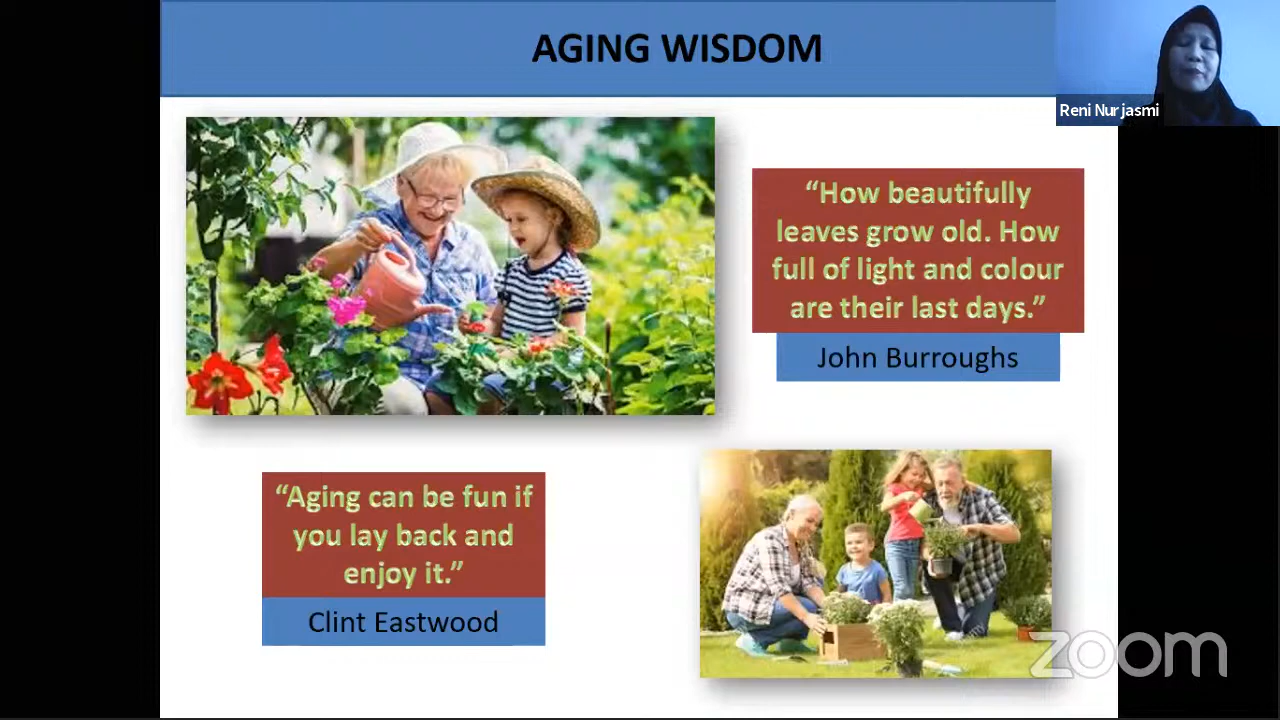 AGING WISDOM
Reni Nurjasmi
“How beautifully
leaves grow old. How
full of light and colour
are their last days.”
John Burroughs
“Aging can be fun if
you lay back and
enjoy it.”
Clint Eastwood
zoom